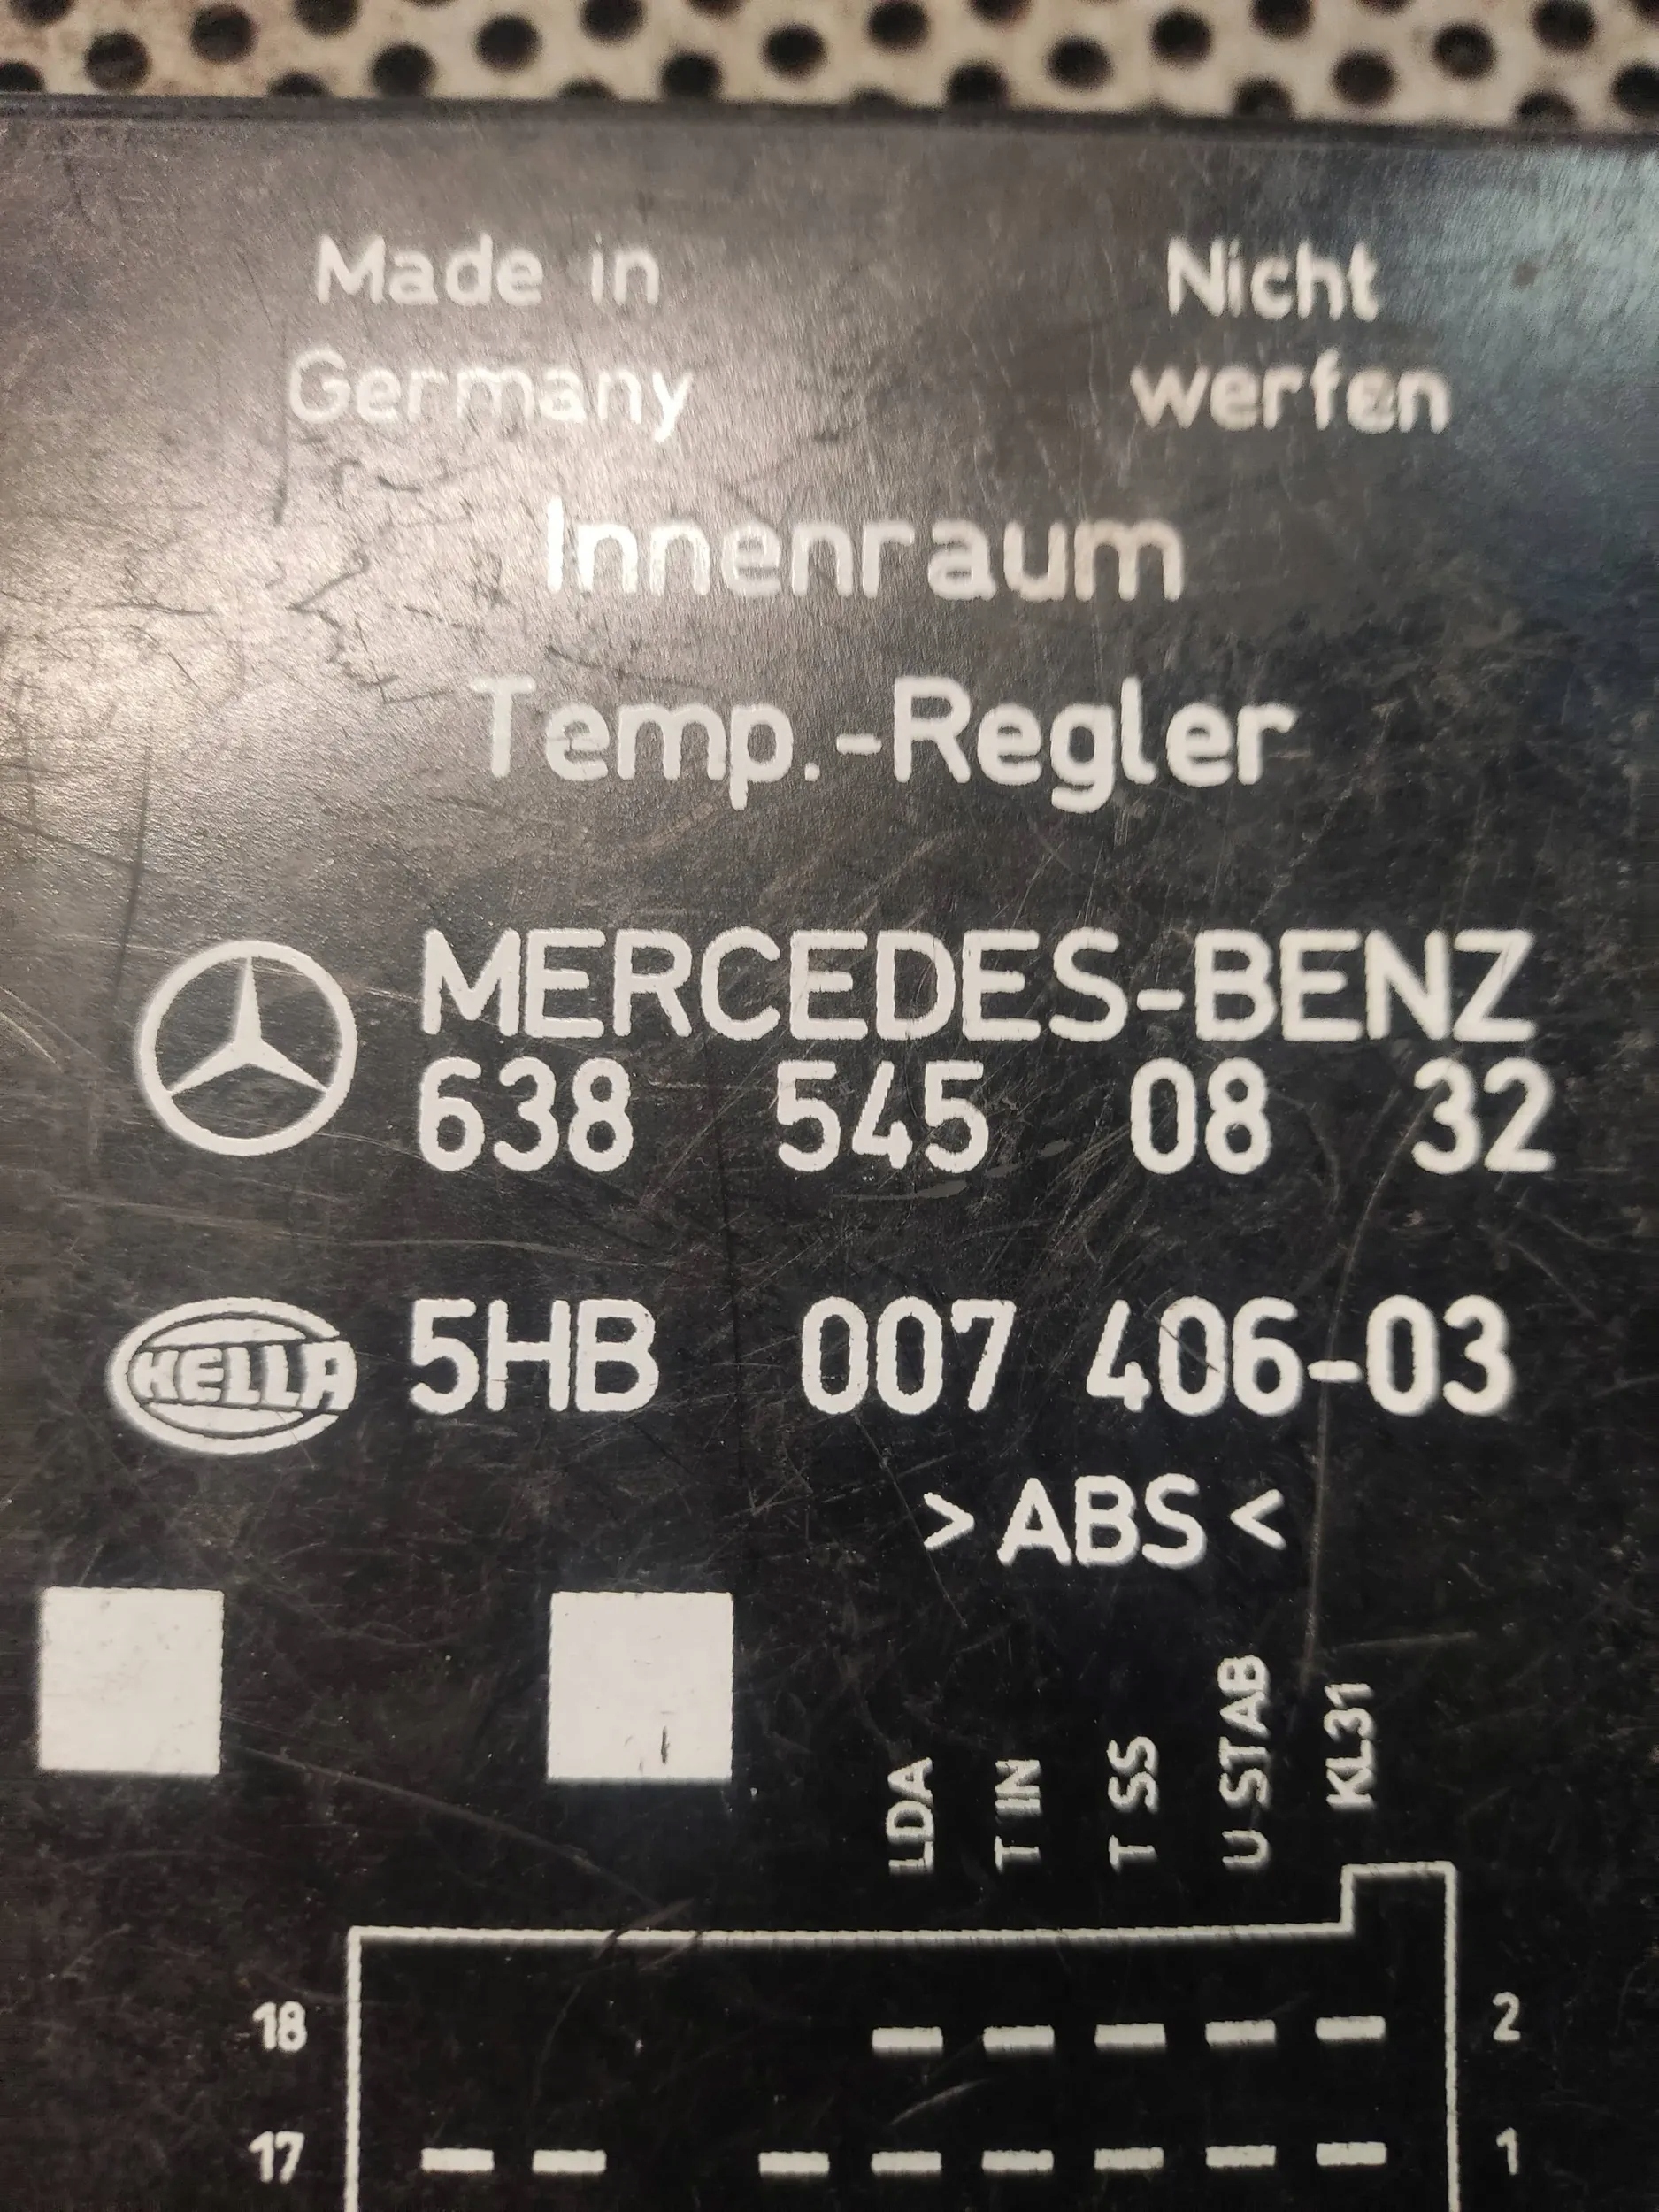 Made in
Germany
Nicht
werfen
Innenraum
Temp.-Regler
MERCEDES-BENZ
638 545 08 32
HELLA 5HB 007 406-03
>ABS<
LDA
T IN
T SS
U STAB
KL31
18
2
17
1